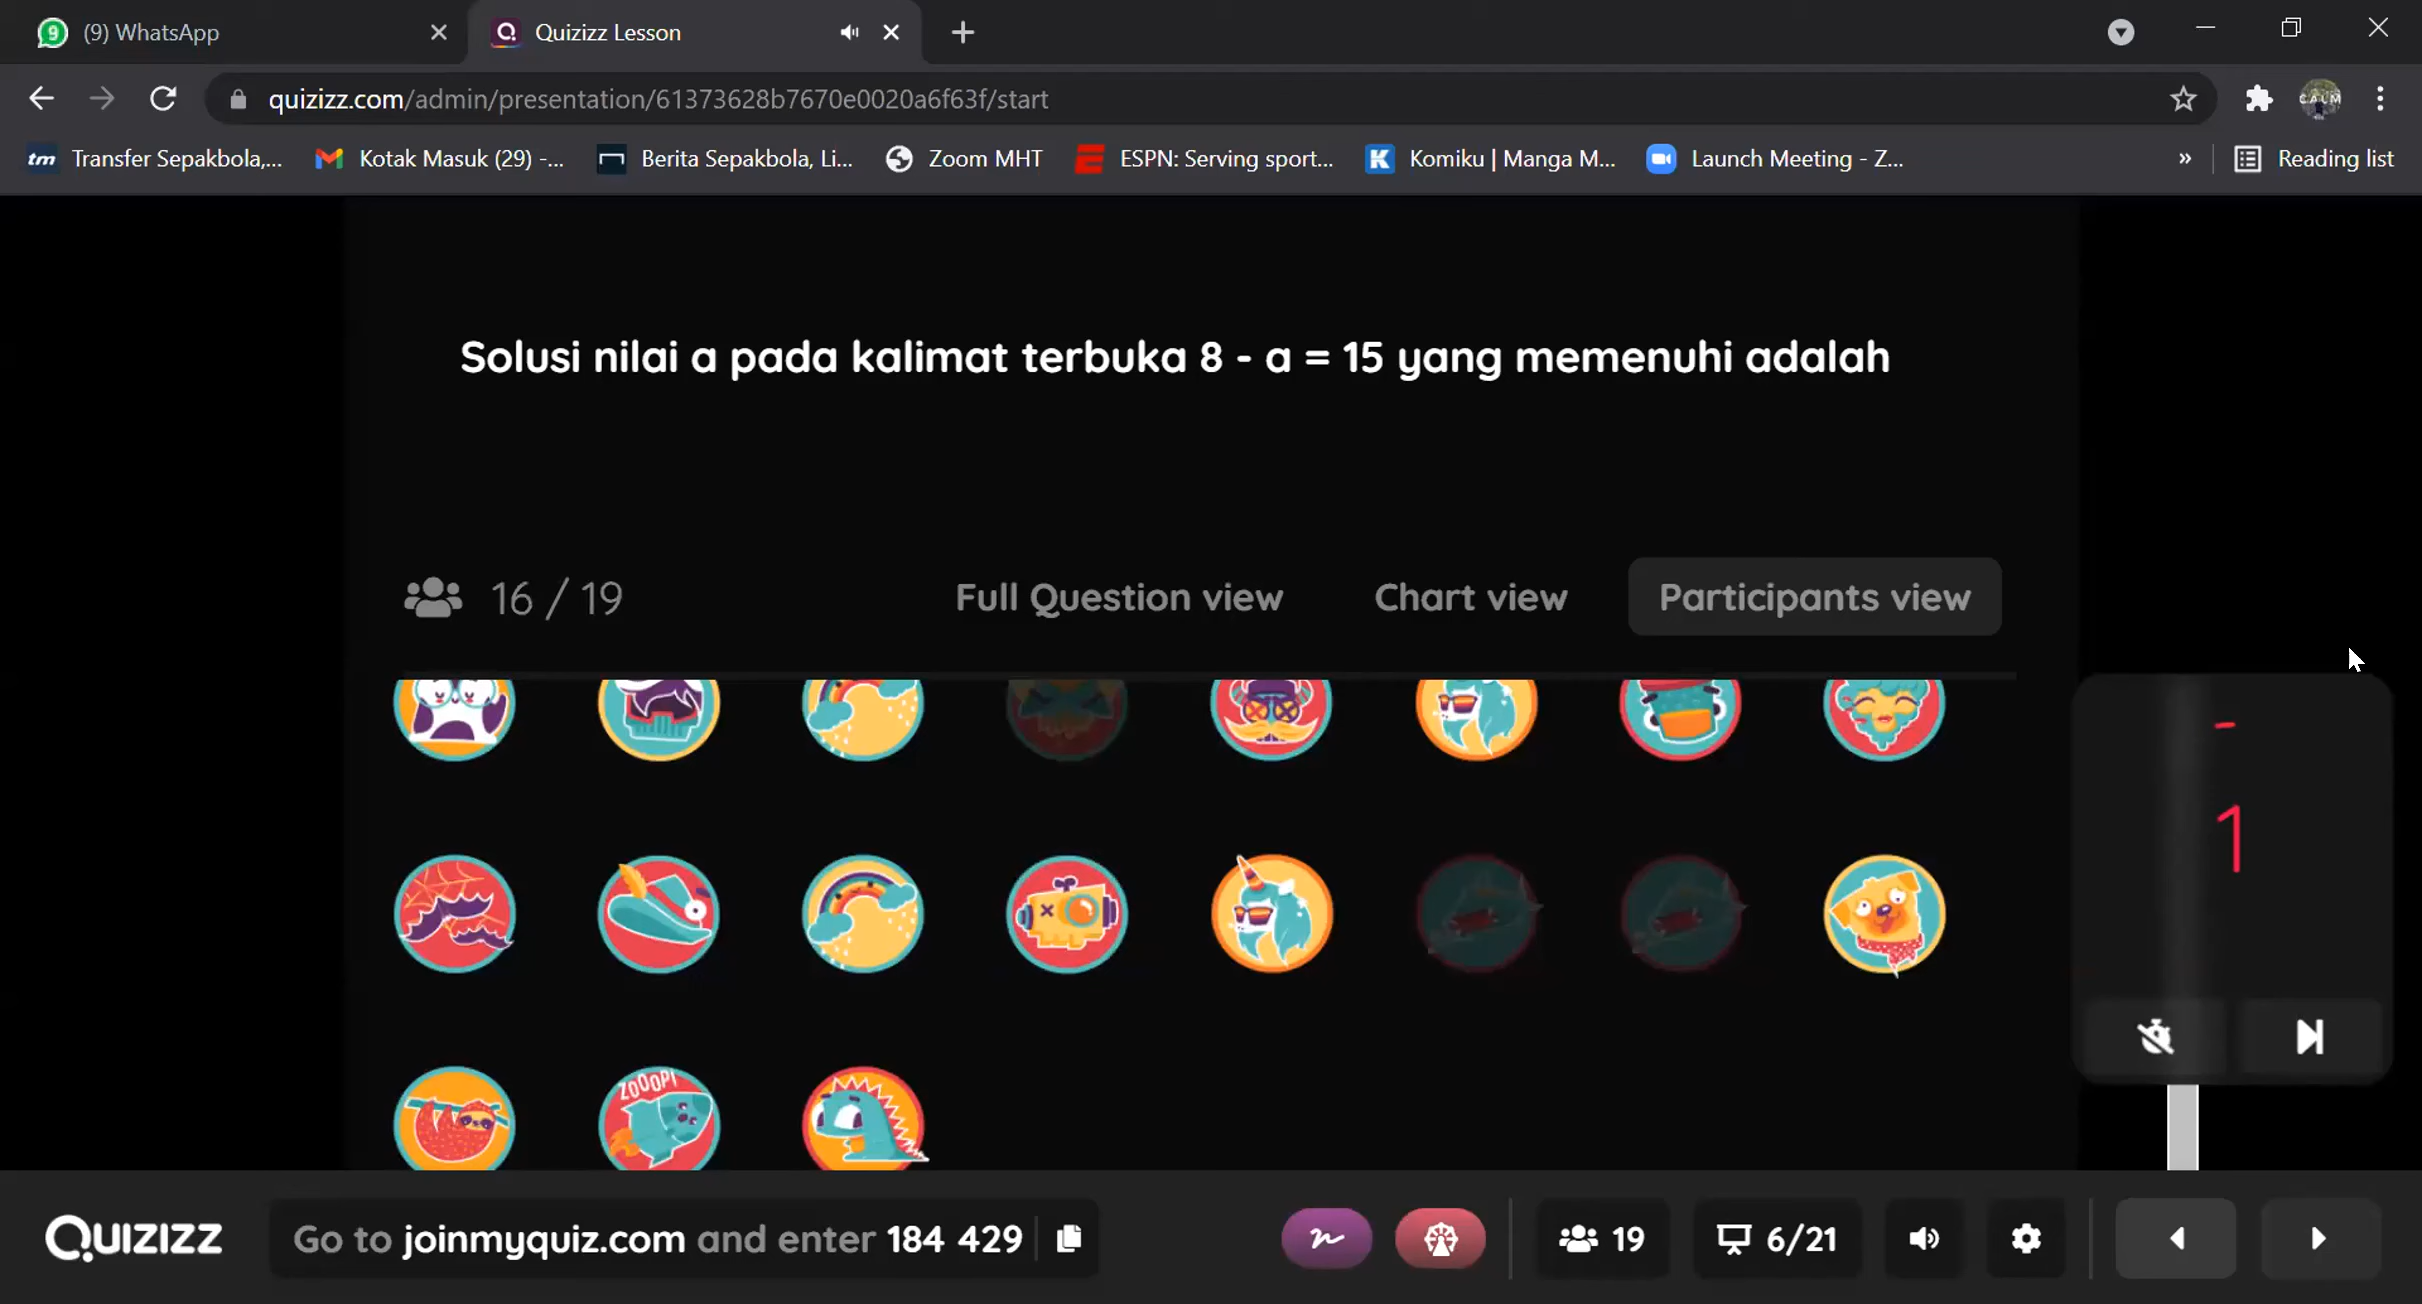 (9) WhatsApp
Quizizz Lesson
quizizz.com/admin/presentation/61373628b7670e0020a6f63f/start
CALM
tm Transfer Sepakbola,... Kotak Masuk (29) -... Berita Sepakbola, Li... Zoom MHT ESPN: Serving sport... Komiku | Manga M... Launch Meeting - Z... » Reading list
Solusi nilai a pada kalimat terbuka 8 - a = 15 yang memenuhi adalah
16 / 19 Full Question view Chart view Participants view
1
ZOOOP!
QUIZIZZ Go to joinmyquiz.com and enter 184 429 19 6/21